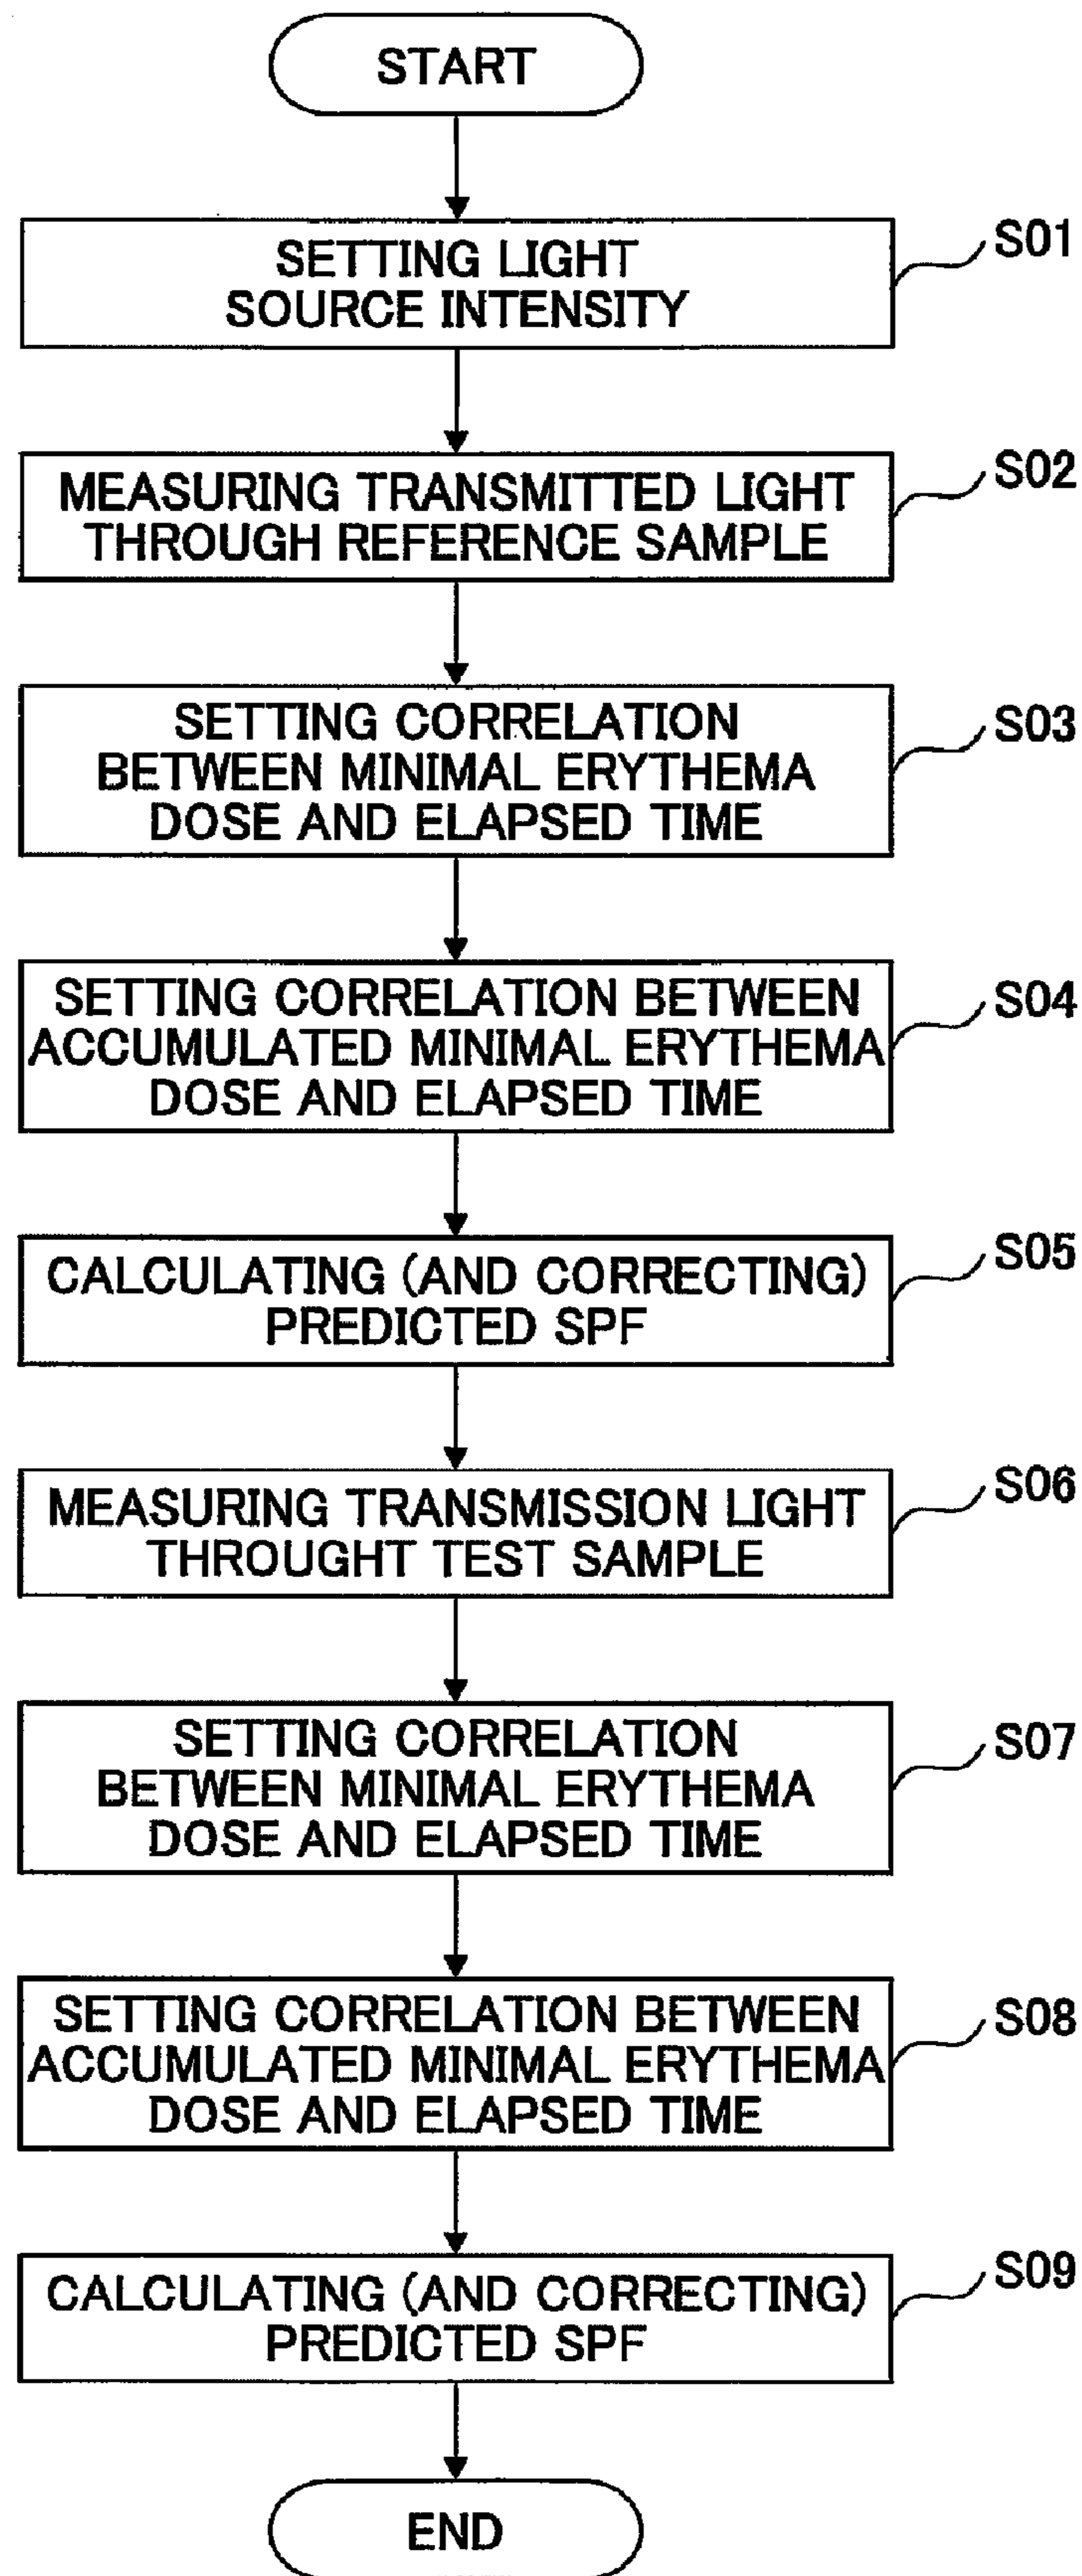 START
SETTING LIGHT
SOURCE INTENSITY
S01
MEASURING TRANSMITTED LIGHT
THROUGH REFERENCE SAMPLE
S02
SETTING CORRELATION
BETWEEN MINIMAL ERYTHEMA
DOSE AND ELAPSED TIME
S03
SETTING CORRELATION BETWEEN
ACCUMULATED MINIMAL ERYTHEMA
DOSE AND ELAPSED TIME
S04
CALCULATING (AND CORRECTING)
PREDICTED SPF
S05
MEASURING TRANSMISSION LIGHT
THROUGHT TEST SAMPLE
S06
SETTING CORRELATION
BETWEEN MINIMAL ERYTHEMA
DOSE AND ELAPSED TIME
S07
SETTING CORRELATION BETWEEN
ACCUMULATED MINIMAL ERYTHEMA
DOSE AND ELAPSED TIME
S08
CALCULATING (AND CORRECTING)
PREDICTED SPF
S09
END